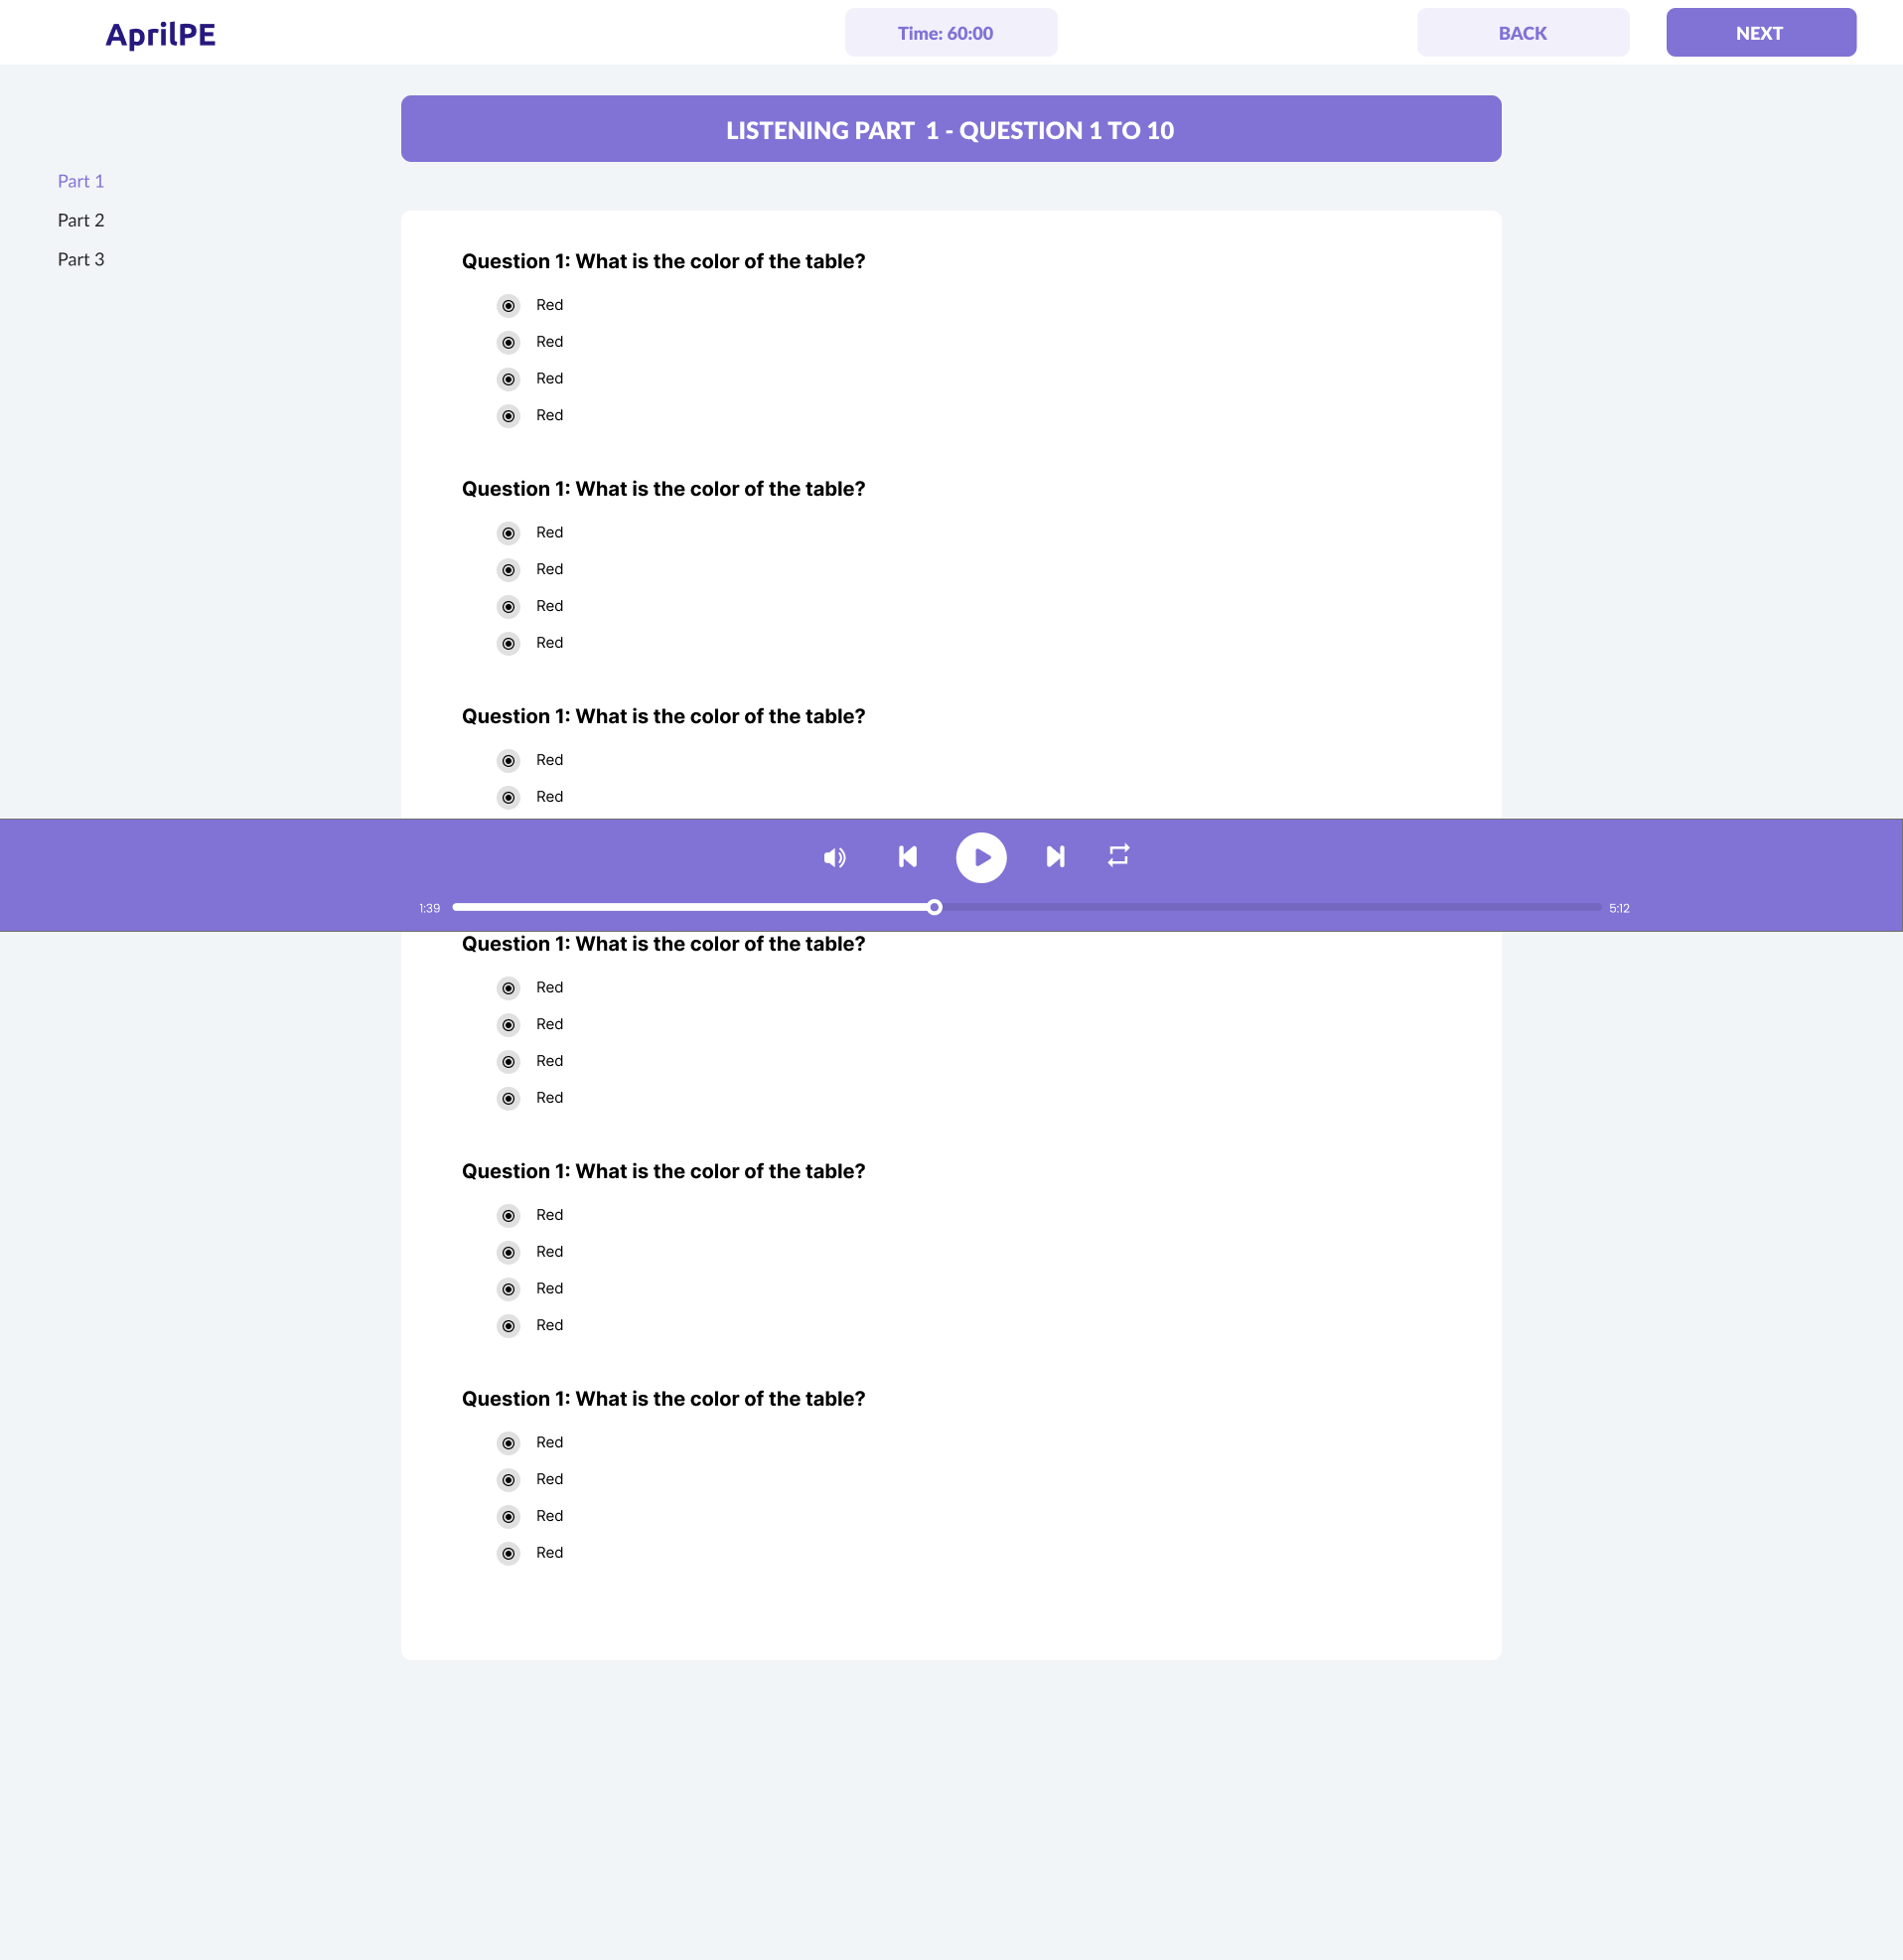 AprilPE
Time: 60:00
BACK
NEXT
LISTENING PART 1 - QUESTION 1 TO 10
Part 1
Part 2
Part 3
Question 1: What is the color of the table?
Red
Red
Red
Red
Question 1: What is the color of the table?
Red
Red
Red
Red
Question 1: What is the color of the table?
Red
Red
1:39
5:12
Question 1: What is the color of the table?
Red
Red
Red
Red
Question 1: What is the color of the table?
Red
Red
Red
Red
Question 1: What is the color of the table?
Red
Red
Red
Red